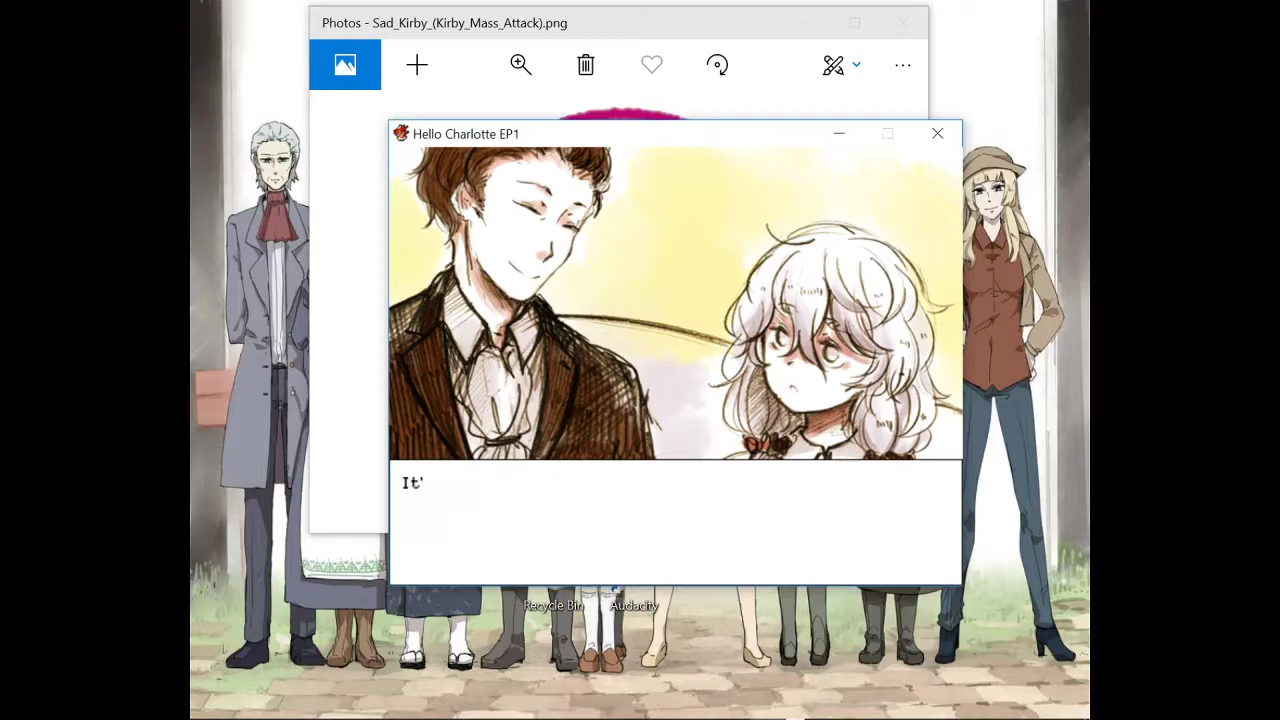 Photos - Sad_Kirby_(Kirby_Mass_Attack).png
Hello Charlotte EP1
It'
Recycle Bin
Audacity